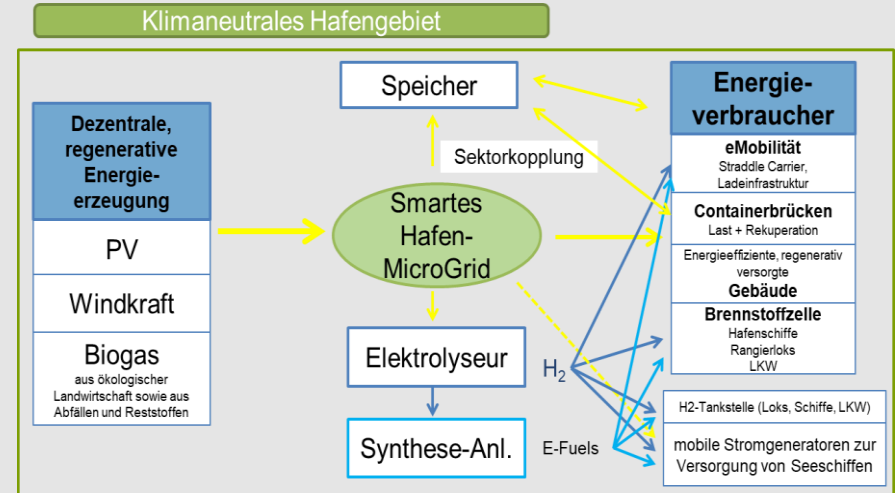 Klimaneutrales Hafengebiet
Dezentrale,
regenerative
Energie-
erzeugung
PV
Windkraft
Biogas
aus ökologischer
Landwirtschaft sowie aus
Abfällen und Reststoffen
Speicher
Sektorkopplung
Smartes
Hafen-
MicroGrid
Elektrolyseur
Synthese-Anl.
H₂
E-Fuels
Energie-
verbraucher
eMobilität
Straddle Carrier,
Ladeinfrastruktur
Containerbrücken
Last + Rekuperation
Energieeffiziente, regenerativ
versorgte
Gebäude
Brennstoffzelle
Hafenschiffe
Rangierloks
LKW
H2-Tankstelle (Loks, Schiffe, LKW)
mobile Stromgeneratoren zur
Versorgung von Seeschiffen